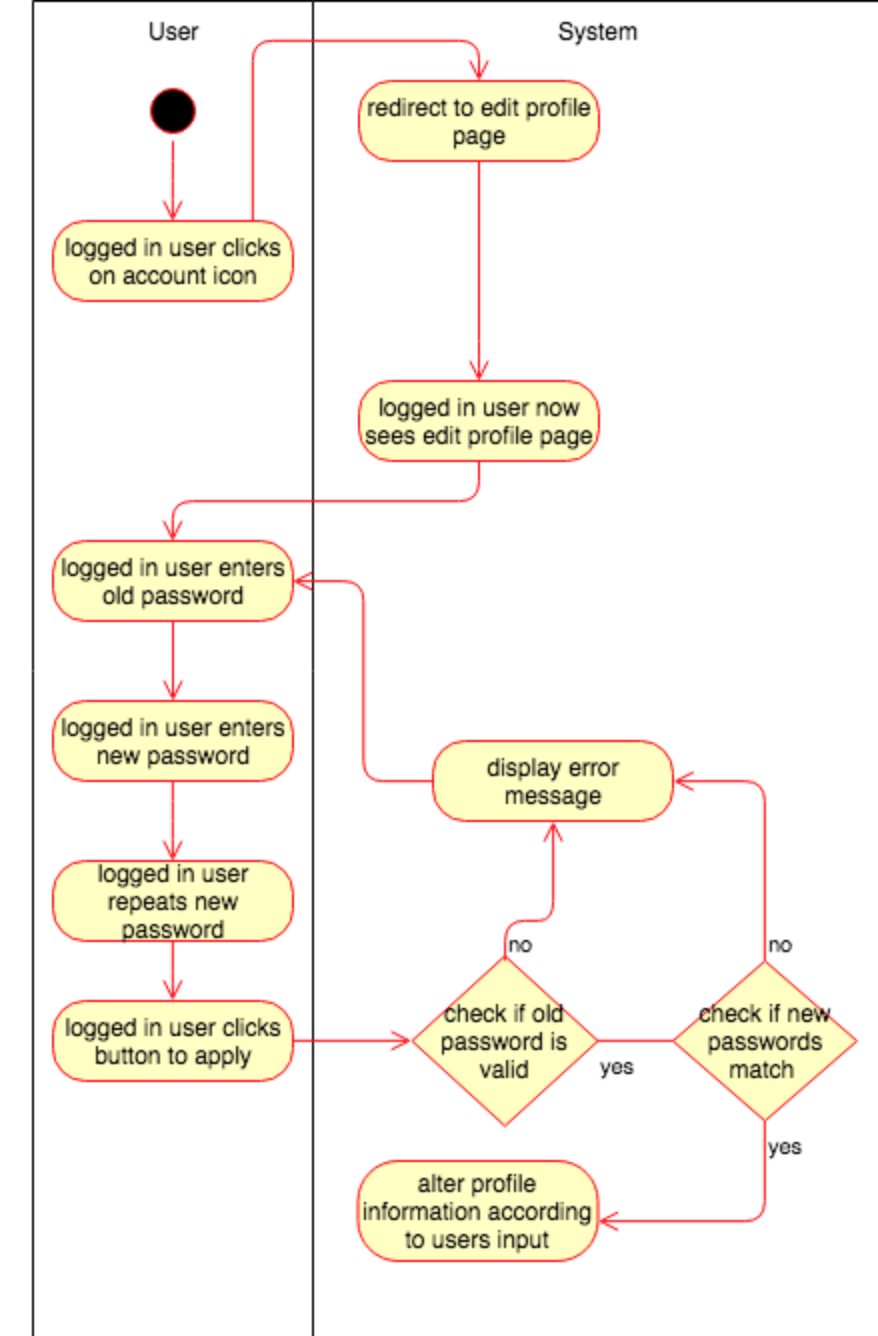 User
System
redirect to edit profile
page
logged in user clicks
on account icon
logged in user now
sees edit profile page
logged in user enters
old password
logged in user enters
new password
display error
message
logged in user
repeats new
password
no
no
logged in user clicks
button to apply
check if old
password is
valid
yes
check if new
passwords
match
yes
alter profile
information according
to users input